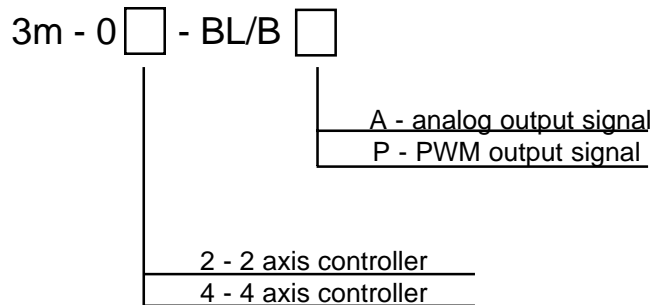 3m - 0 - BL/B
A - analog output signal
P - PWM output signal
2 - 2 axis controller
4 - 4 axis controller